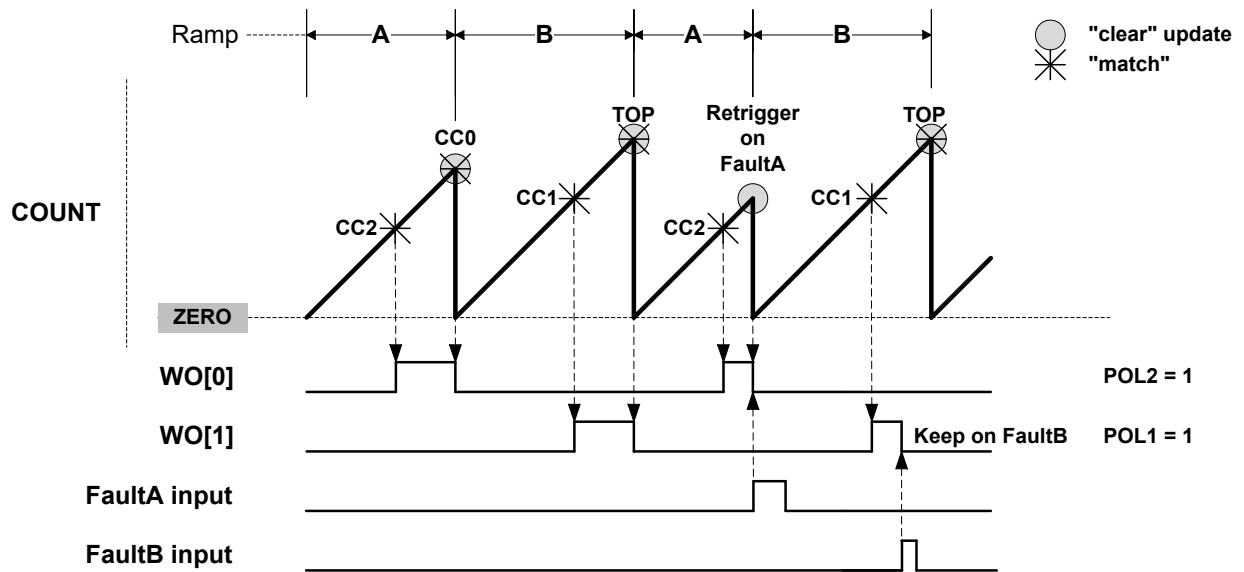 Ramp A B A B
"clear" update
"match"
CC0
TOP
Retrigger
on
FaultA
TOP
COUNT
CC2
CC1
CC2
CC1
ZERO
WO[0]
POL2 = 1
WO[1]
Keep on FaultB
POL1 = 1
FaultA input
FaultB input